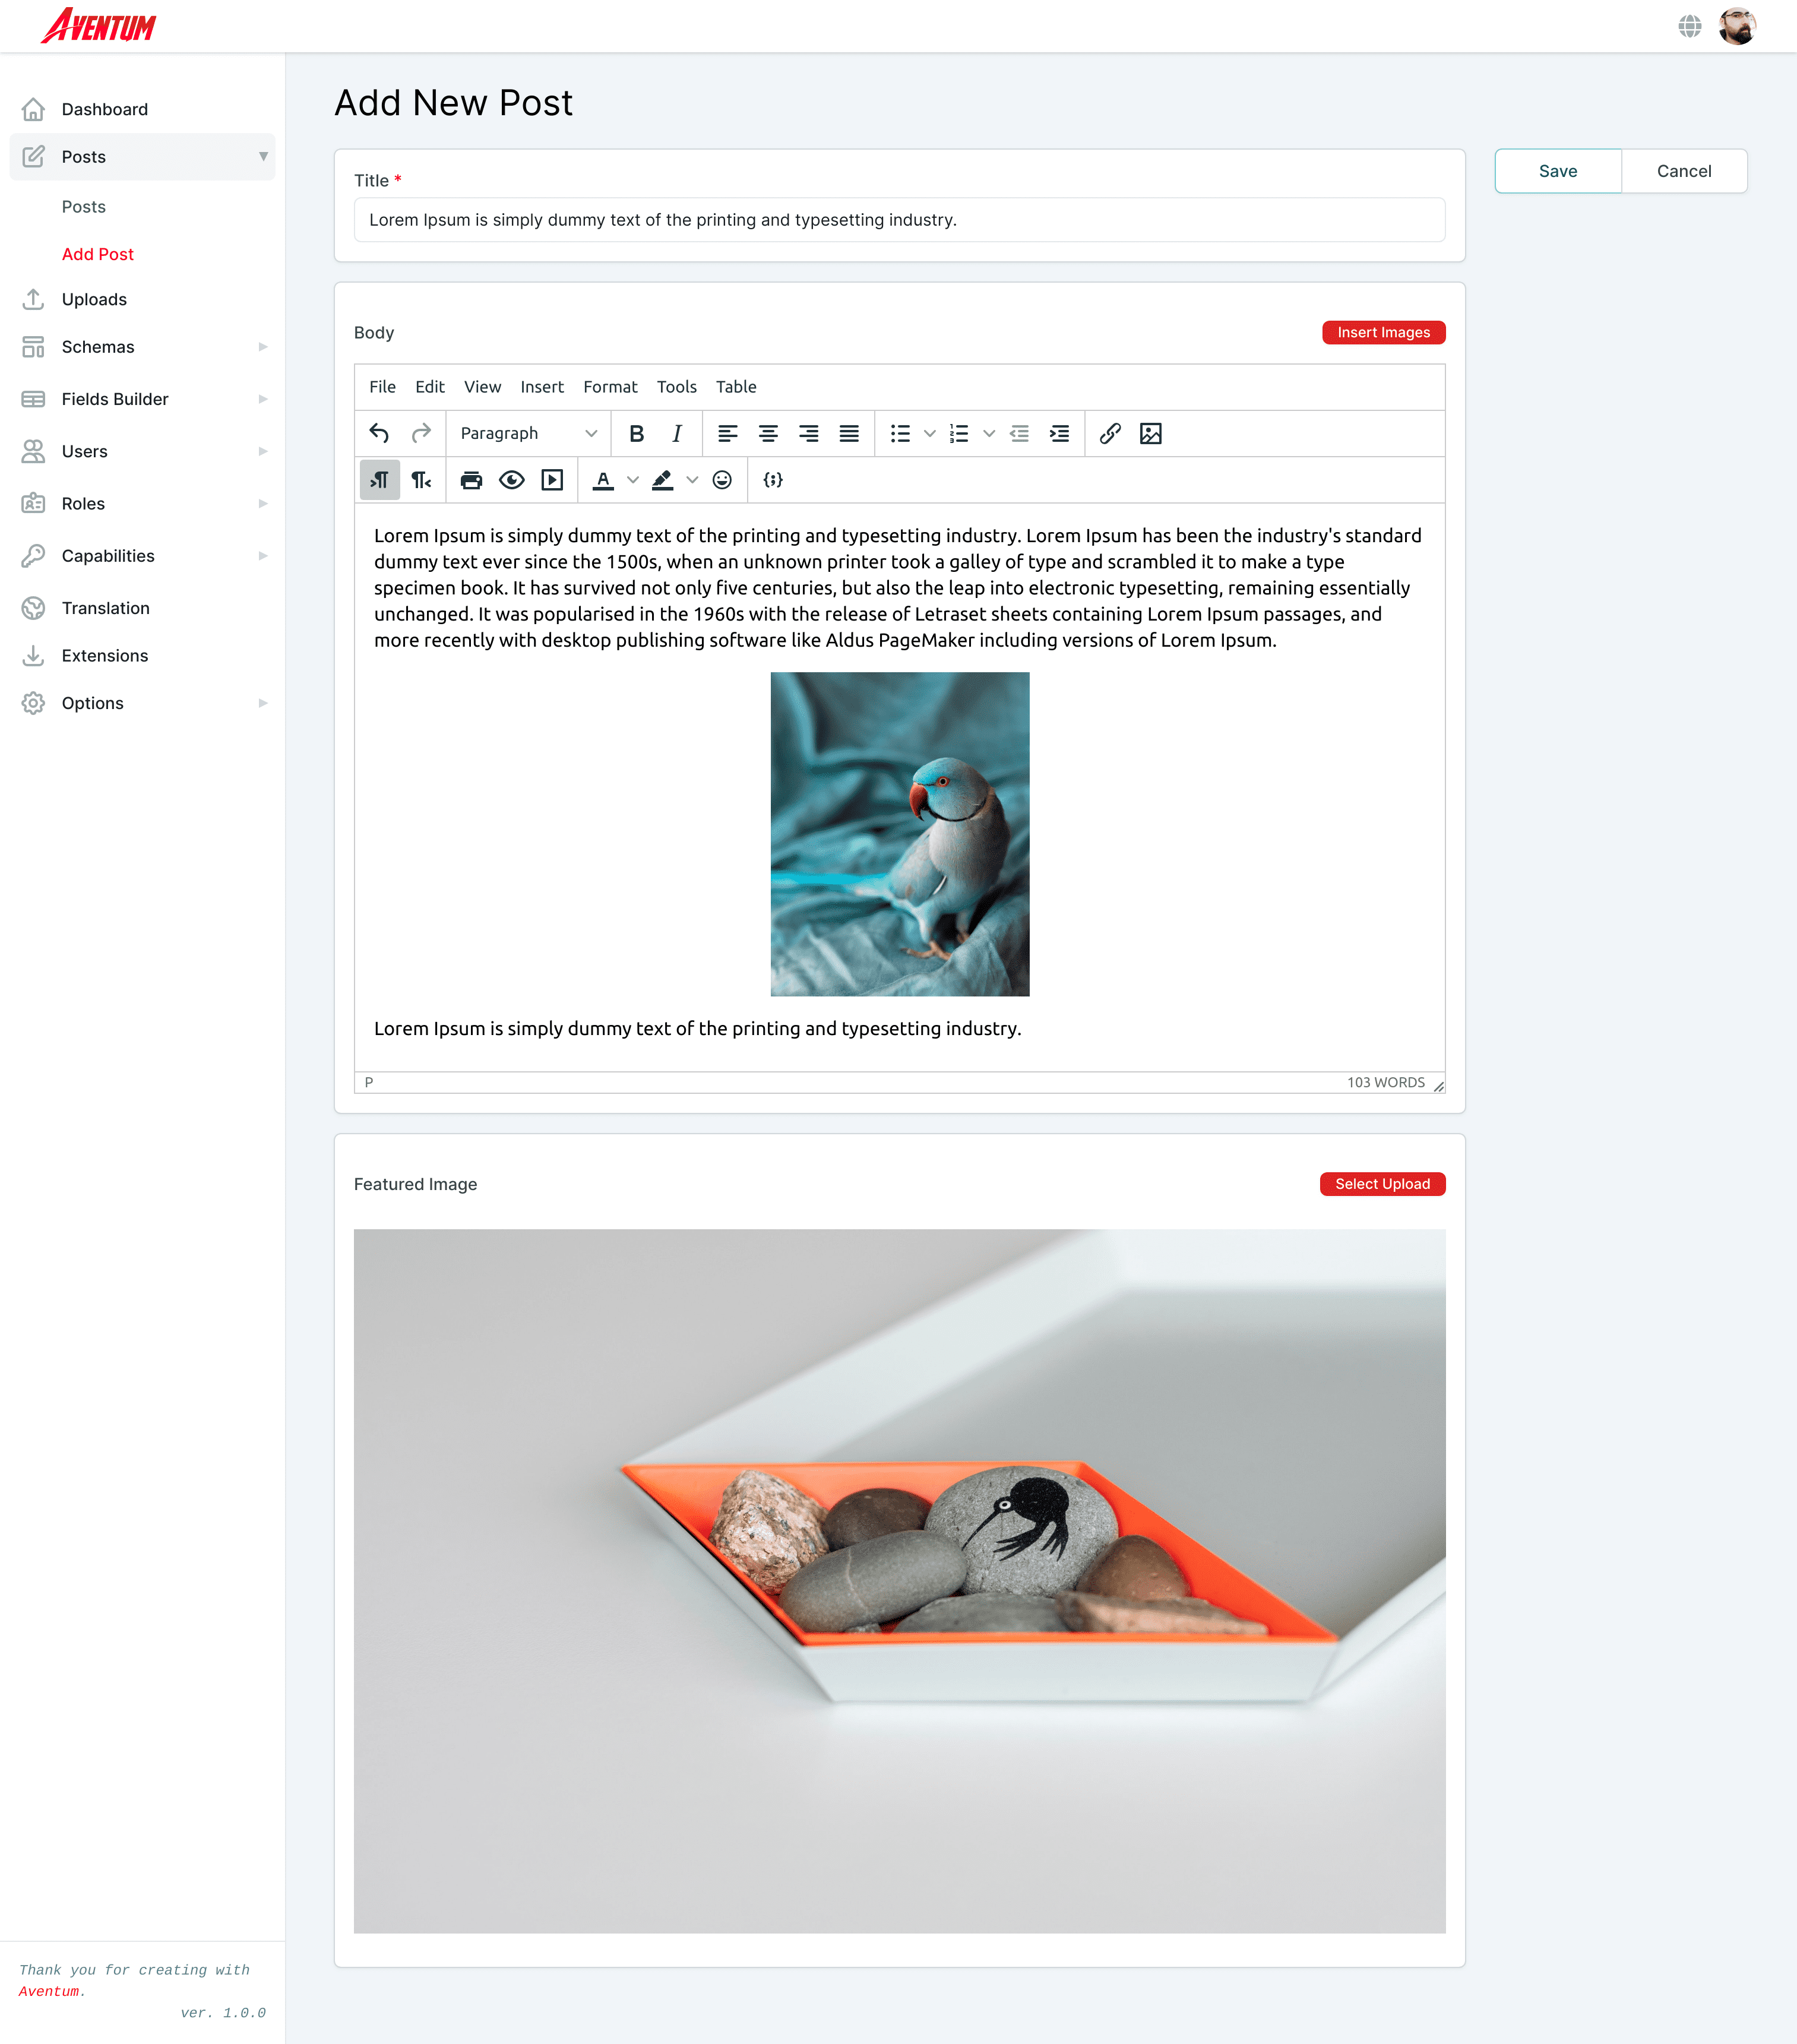 AVENTUM
Dashboard
Posts
Posts
Add Post
Uploads
Schemas
Fields Builder
Users
Roles
Capabilities
Translation
Extensions
Options
Thank you for creating with
Aventum.
ver. 1.0.0
Add New Post
Title *
Lorem Ipsum is simply dummy text of the printing and typesetting industry.
Save Cancel
Body Insert Images
File Edit View Insert Format Tools Table
Paragraph B I
A
Lorem Ipsum is simply dummy text of the printing and typesetting industry. Lorem Ipsum has been the industry's standard
dummy text ever since the 1500s, when an unknown printer took a galley of type and scrambled it to make a type
specimen book. It has survived not only five centuries, but also the leap into electronic typesetting, remaining essentially
unchanged. It was popularised in the 1960s with the release of Letraset sheets containing Lorem Ipsum passages, and
more recently with desktop publishing software like Aldus PageMaker including versions of Lorem Ipsum.
Lorem Ipsum is simply dummy text of the printing and typesetting industry.
P 103 WORDS
Featured Image Select Upload